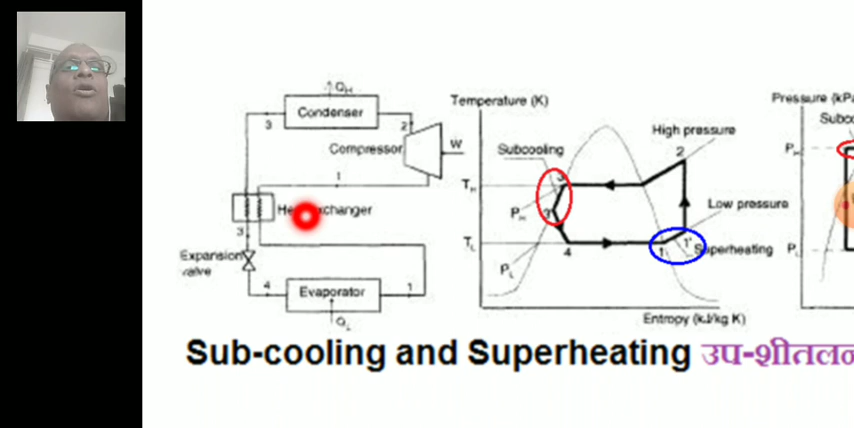 Q_H
Condenser
3
2
Compressor
W
1
Heat exchanger
3
Expansion
valve
4
Evaporator
1
Q_L
Temperature (K)
High pressure
Subcooling
2
3
T_H
P_H
3'
Low pressure
T_L
4
1
1'
Superheating
P_L
Entropy (kJ/kg K)
Pressure (kPa
Subco
P_H
P_L
Sub-cooling and Superheating उप-शीतलन